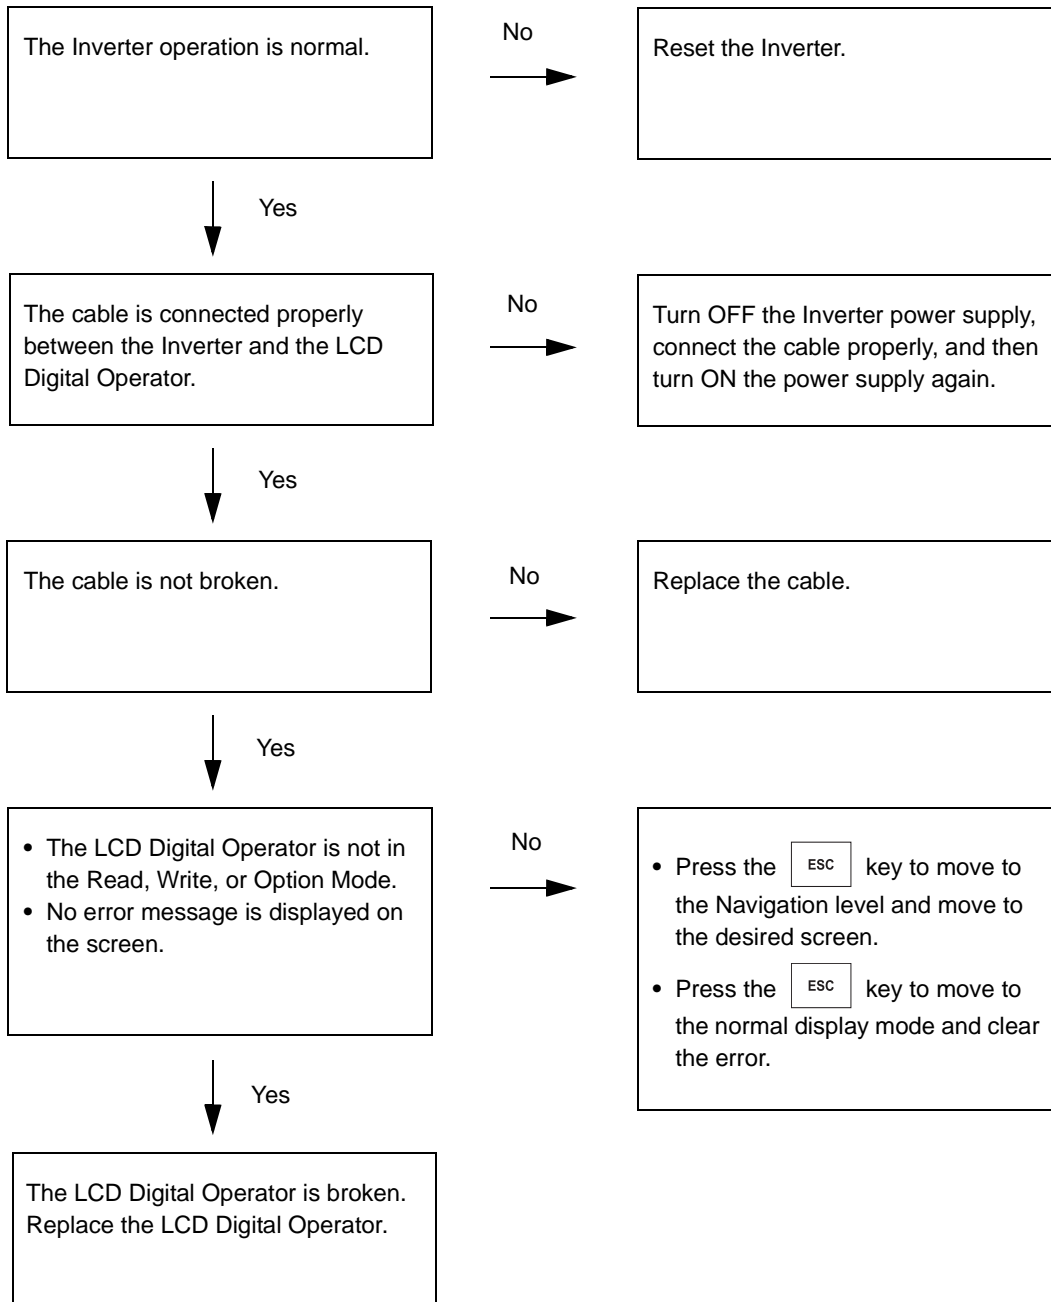 The Inverter operation is normal.
No
Reset the Inverter.
Yes
The cable is connected properly
between the Inverter and the LCD
Digital Operator.
No
Turn OFF the Inverter power supply,
connect the cable properly, and then
turn ON the power supply again.
Yes
The cable is not broken.
No
Replace the cable.
Yes
• The LCD Digital Operator is not in
the Read, Write, or Option Mode.
• No error message is displayed on
the screen.
No
• Press the ESC key to move to
the Navigation level and move to
the desired screen.
• Press the ESC key to move to
the normal display mode and clear
the error.
Yes
The LCD Digital Operator is broken.
Replace the LCD Digital Operator.